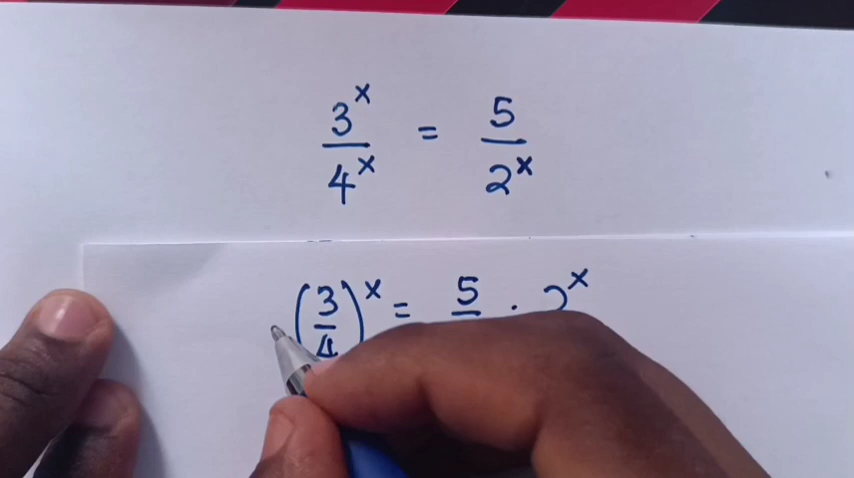 3^x / 4^x = 5 / 2^x
(3/4)^x = 5 / · 2^x